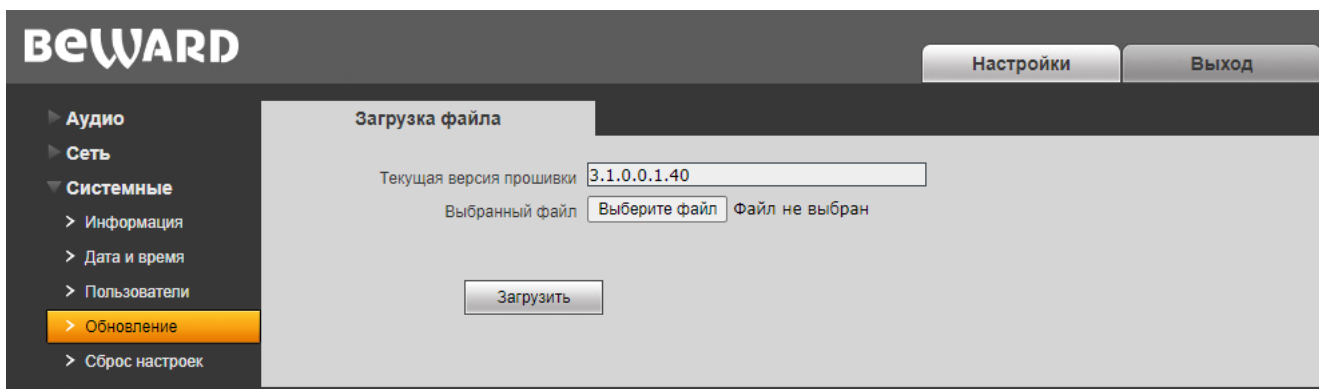 BEWARD
Настройки
Выход
Аудио
Сеть
Системные
> Информация
> Дата и время
> Пользователи
> Обновление
> Сброс настроек
Загрузка файла
Текущая версия прошивки 3.1.0.0.1.40
Выбранный файл Выберите файл Файл не выбран
Загрузить